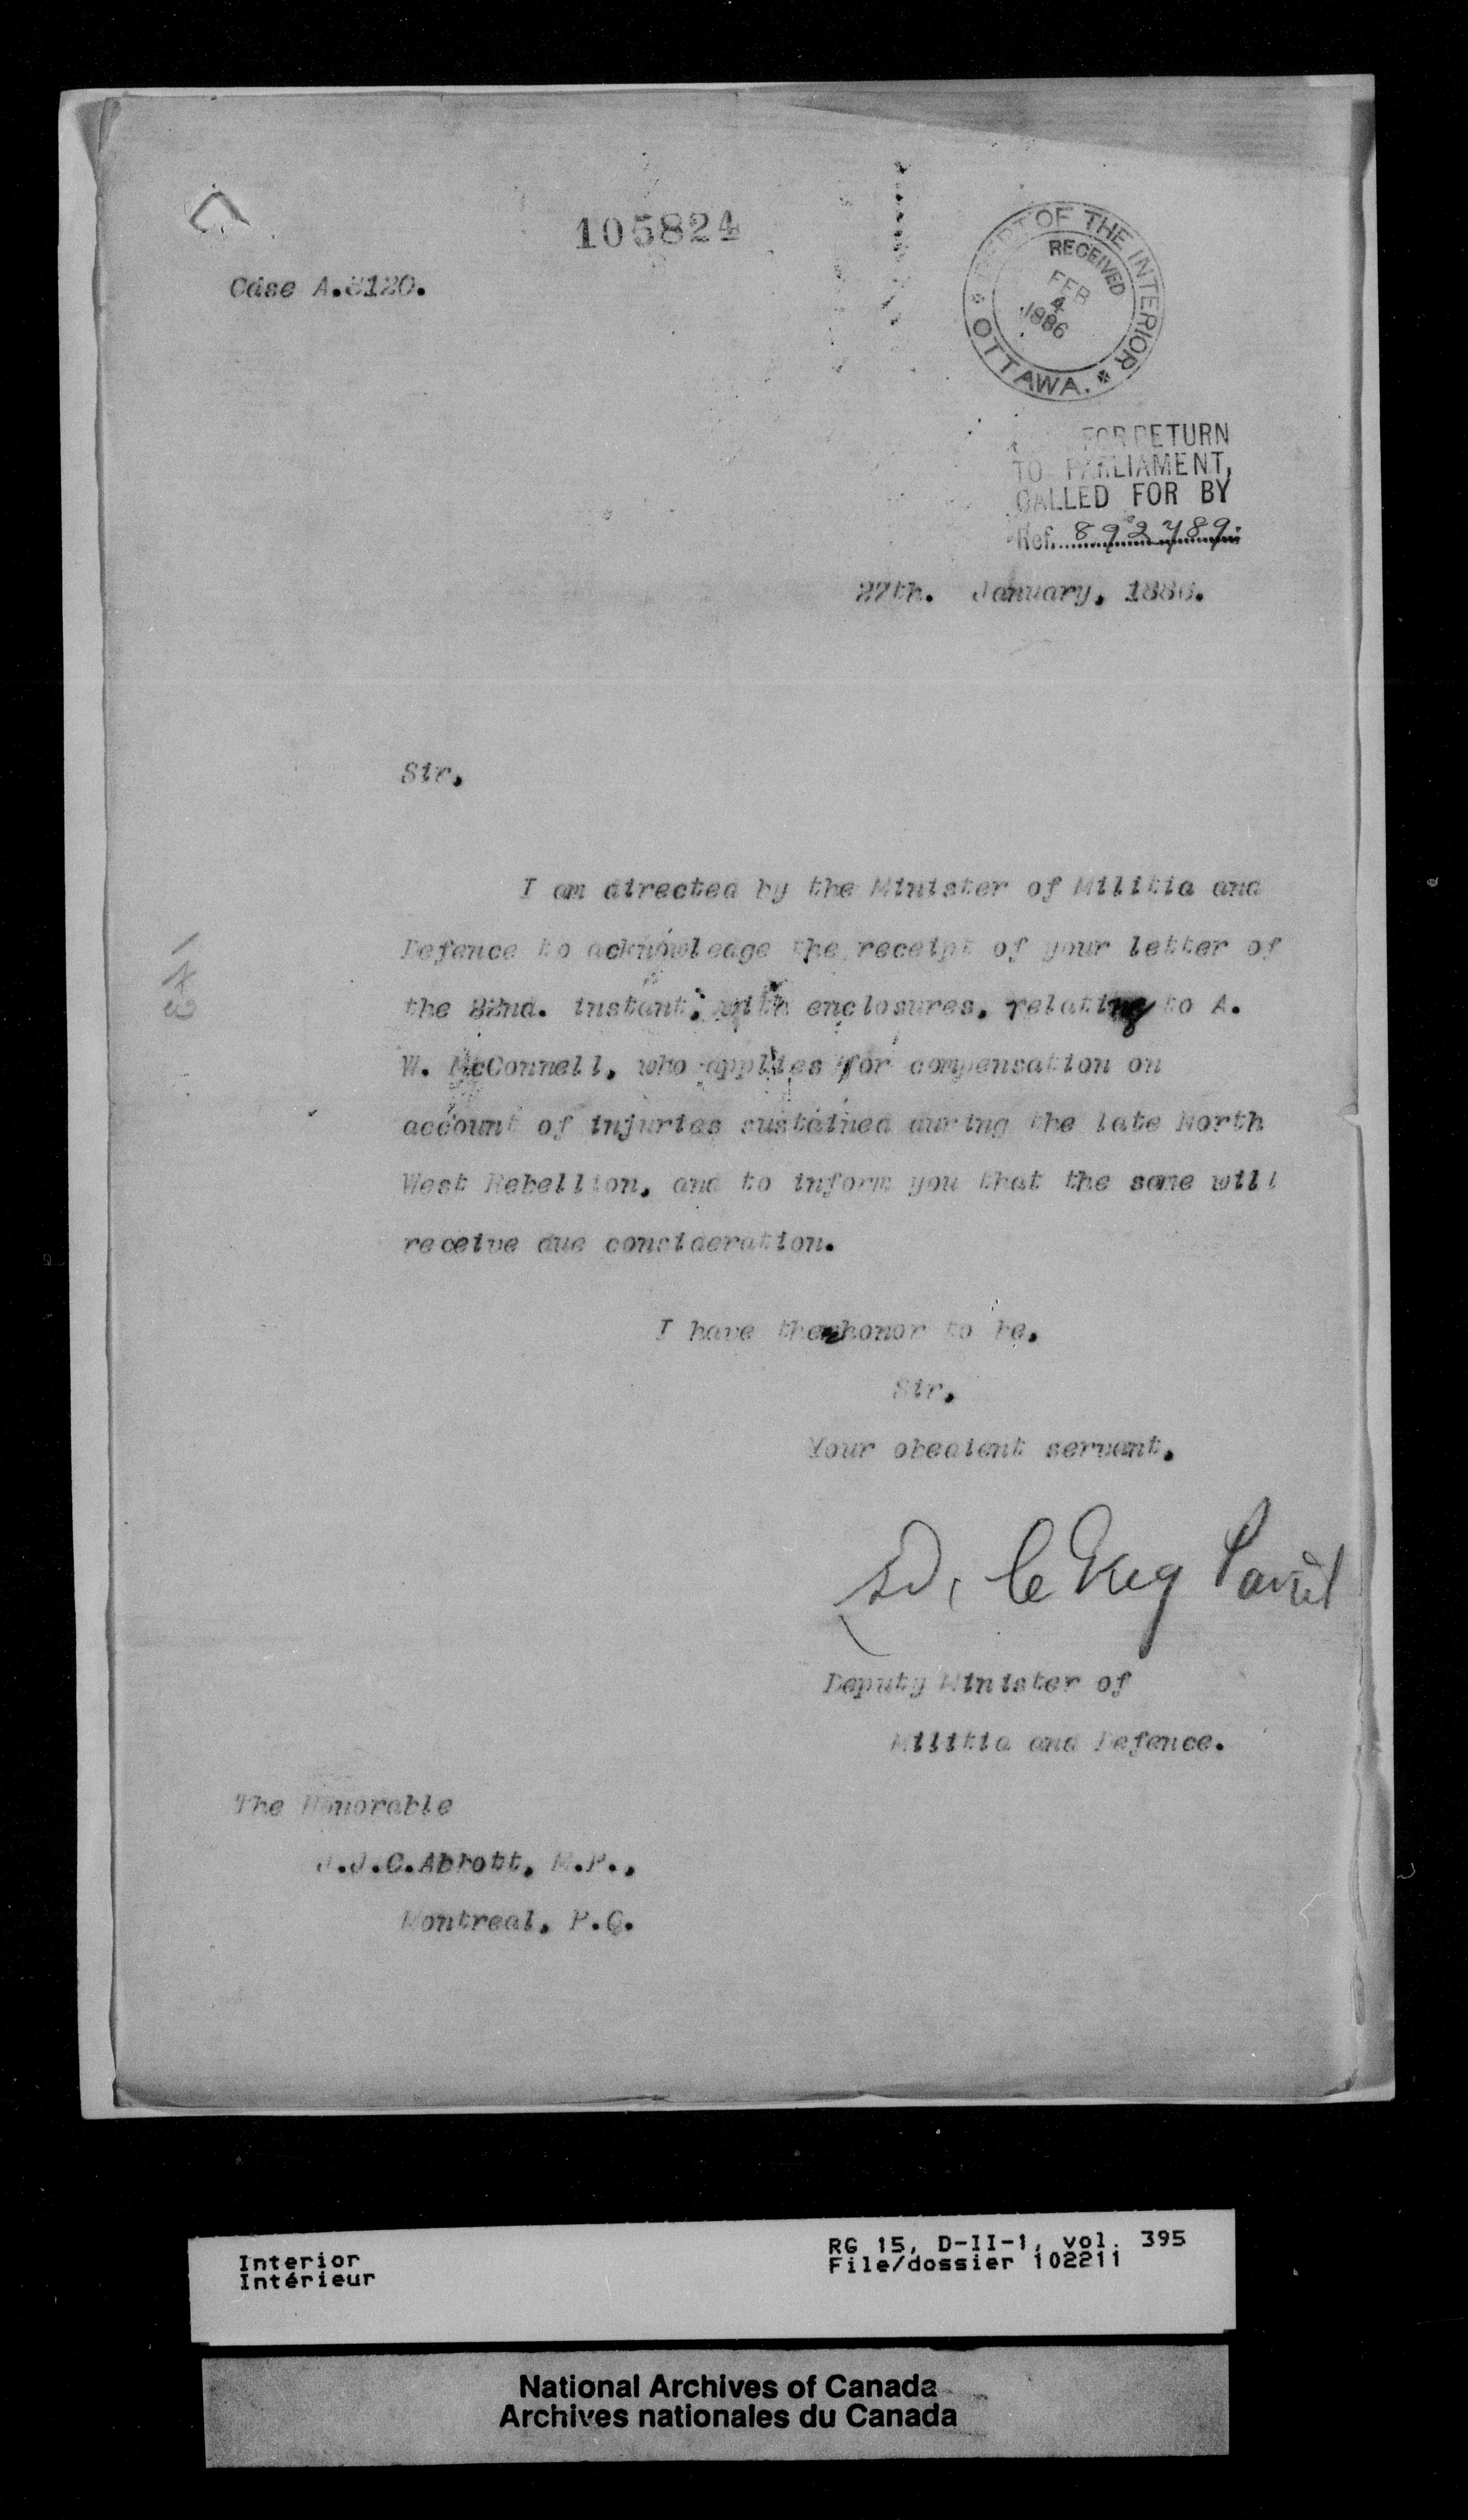 105824
Case A.3120.
DEPT OF THE INTERIOR
RECEIVED
FEB
4
1886
OTTAWA.
FOR RETURN
TO PARLIAMENT,
CALLED FOR BY
Ref. 892789
27th. January, 1886.
Sir,
I am directed by the Minister of Militia and
Defence to acknowledge the receipt of your letter of
the 22nd. instant, with enclosures, relating to A.
W. McConnell, who applies for compensation on
account of injuries sustained during the late North
West Rebellion, and to inform you that the same will
receive due consideration.
I have the honor to be,
Sir,
Your obedient servant,
Deputy Minister of
Militia and Defence.
The Honorable
J.J.C.Abbott, M.P.,
Montreal, P.Q.
143
Interior
Intérieur
RG 15, D-II-1, vol. 395
File/dossier 102211
National Archives of Canada
Archives nationales du Canada